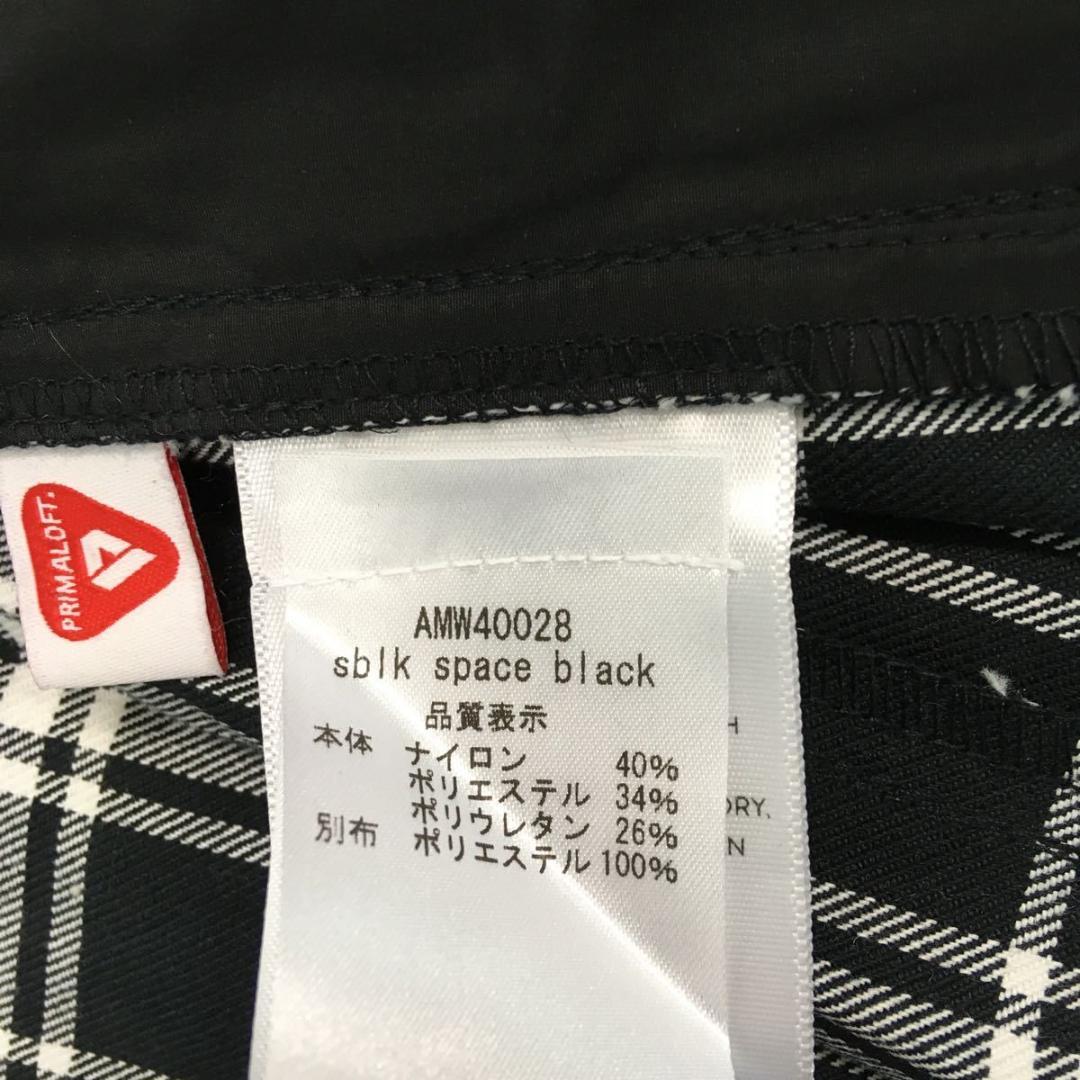 PRIMALOFT.
AMW40028
sblk space black
品質表示
本体 ナイロン 40%
ポリエステル 34%
ポリウレタン 26%
別布 ポリエステル 100%
H
DRY.
N